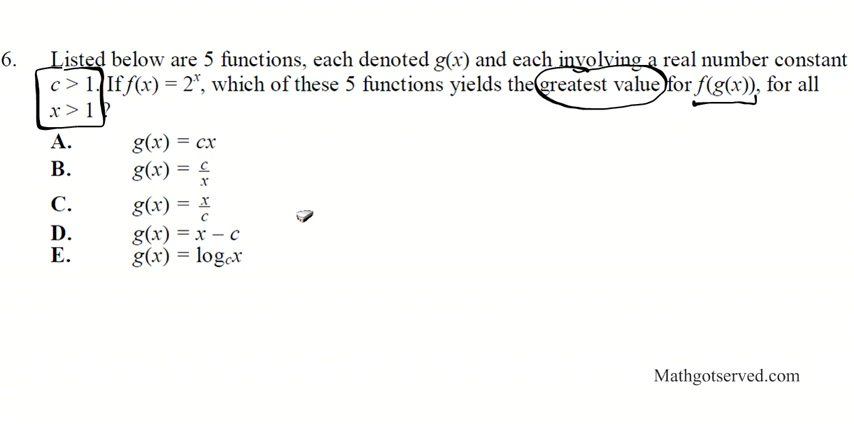 6. Listed below are 5 functions, each denoted g(x) and each involving a real number constant
c > 1. If f(x) = 2ˣ, which of these 5 functions yields the greatest value for f(g(x)), for all
x > 1 ?
A. g(x) = cx
B. g(x) = c/x
C. g(x) = x/c
D. g(x) = x − c
E. g(x) = log_c x
Mathgotserved.com